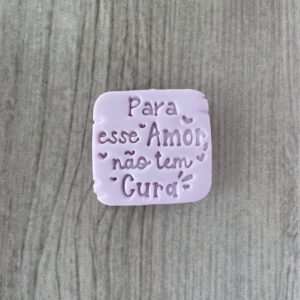 Para
esse Amor
não tem
Cura